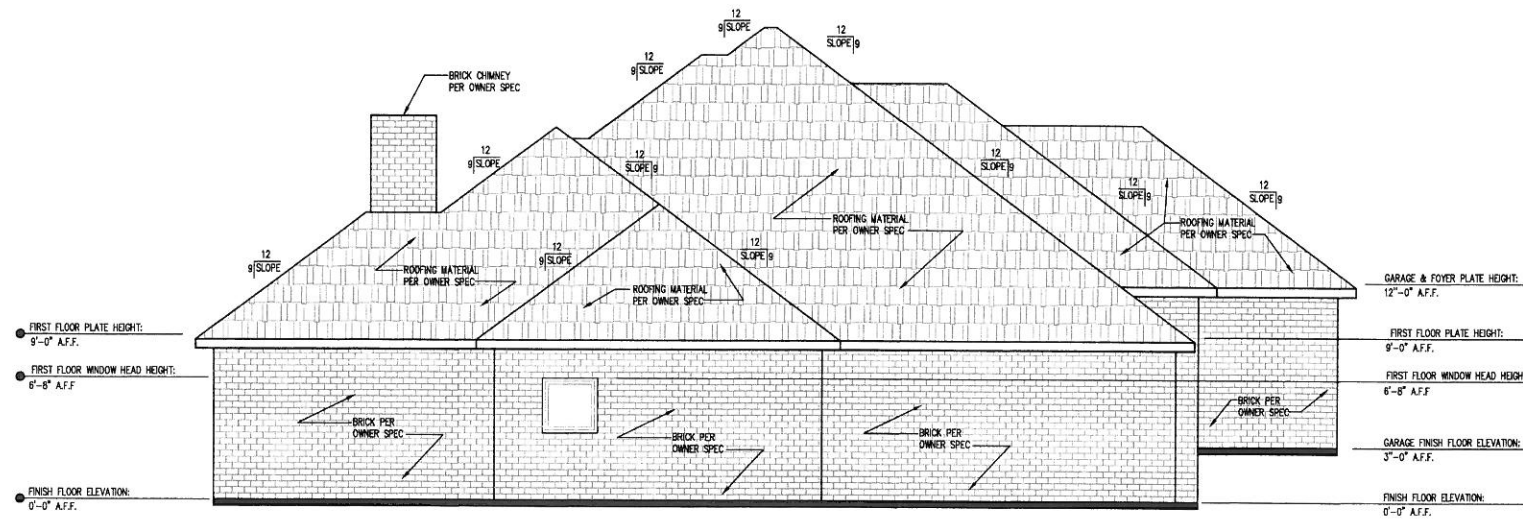 12
9 SLOPE
12
SLOPE 9
12
9 SLOPE
BRICK CHIMNEY
PER OWNER SPEC
12
9 SLOPE
12
SLOPE 9
12
SLOPE 9
12
SLOPE 9
12
SLOPE 9
ROOFING MATERIAL
PER OWNER SPEC
ROOFING MATERIAL
PER OWNER SPEC
12
9 SLOPE
12
9 SLOPE
12
SLOPE 9
ROOFING MATERIAL
PER OWNER SPEC
ROOFING MATERIAL
PER OWNER SPEC
GARAGE & FOYER PLATE HEIGHT:
12"-0" A.F.F.
FIRST FLOOR PLATE HEIGHT:
9'-0" A.F.F.
FIRST FLOOR PLATE HEIGHT:
9'-0" A.F.F.
FIRST FLOOR WINDOW HEAD HEIGHT:
6'-8" A.F.F
FIRST FLOOR WINDOW HEAD HEIGH
6'-8" A.F.F
BRICK PER
OWNER SPEC
BRICK PER
OWNER SPEC
BRICK PER
OWNER SPEC
BRICK PER
OWNER SPEC
GARAGE FINISH FLOOR ELEVATION:
3"-0" A.F.F.
FINISH FLOOR ELEVATION:
0'-0" A.F.F.
FINISH FLOOR ELEVATION:
0'-0" A.F.F.